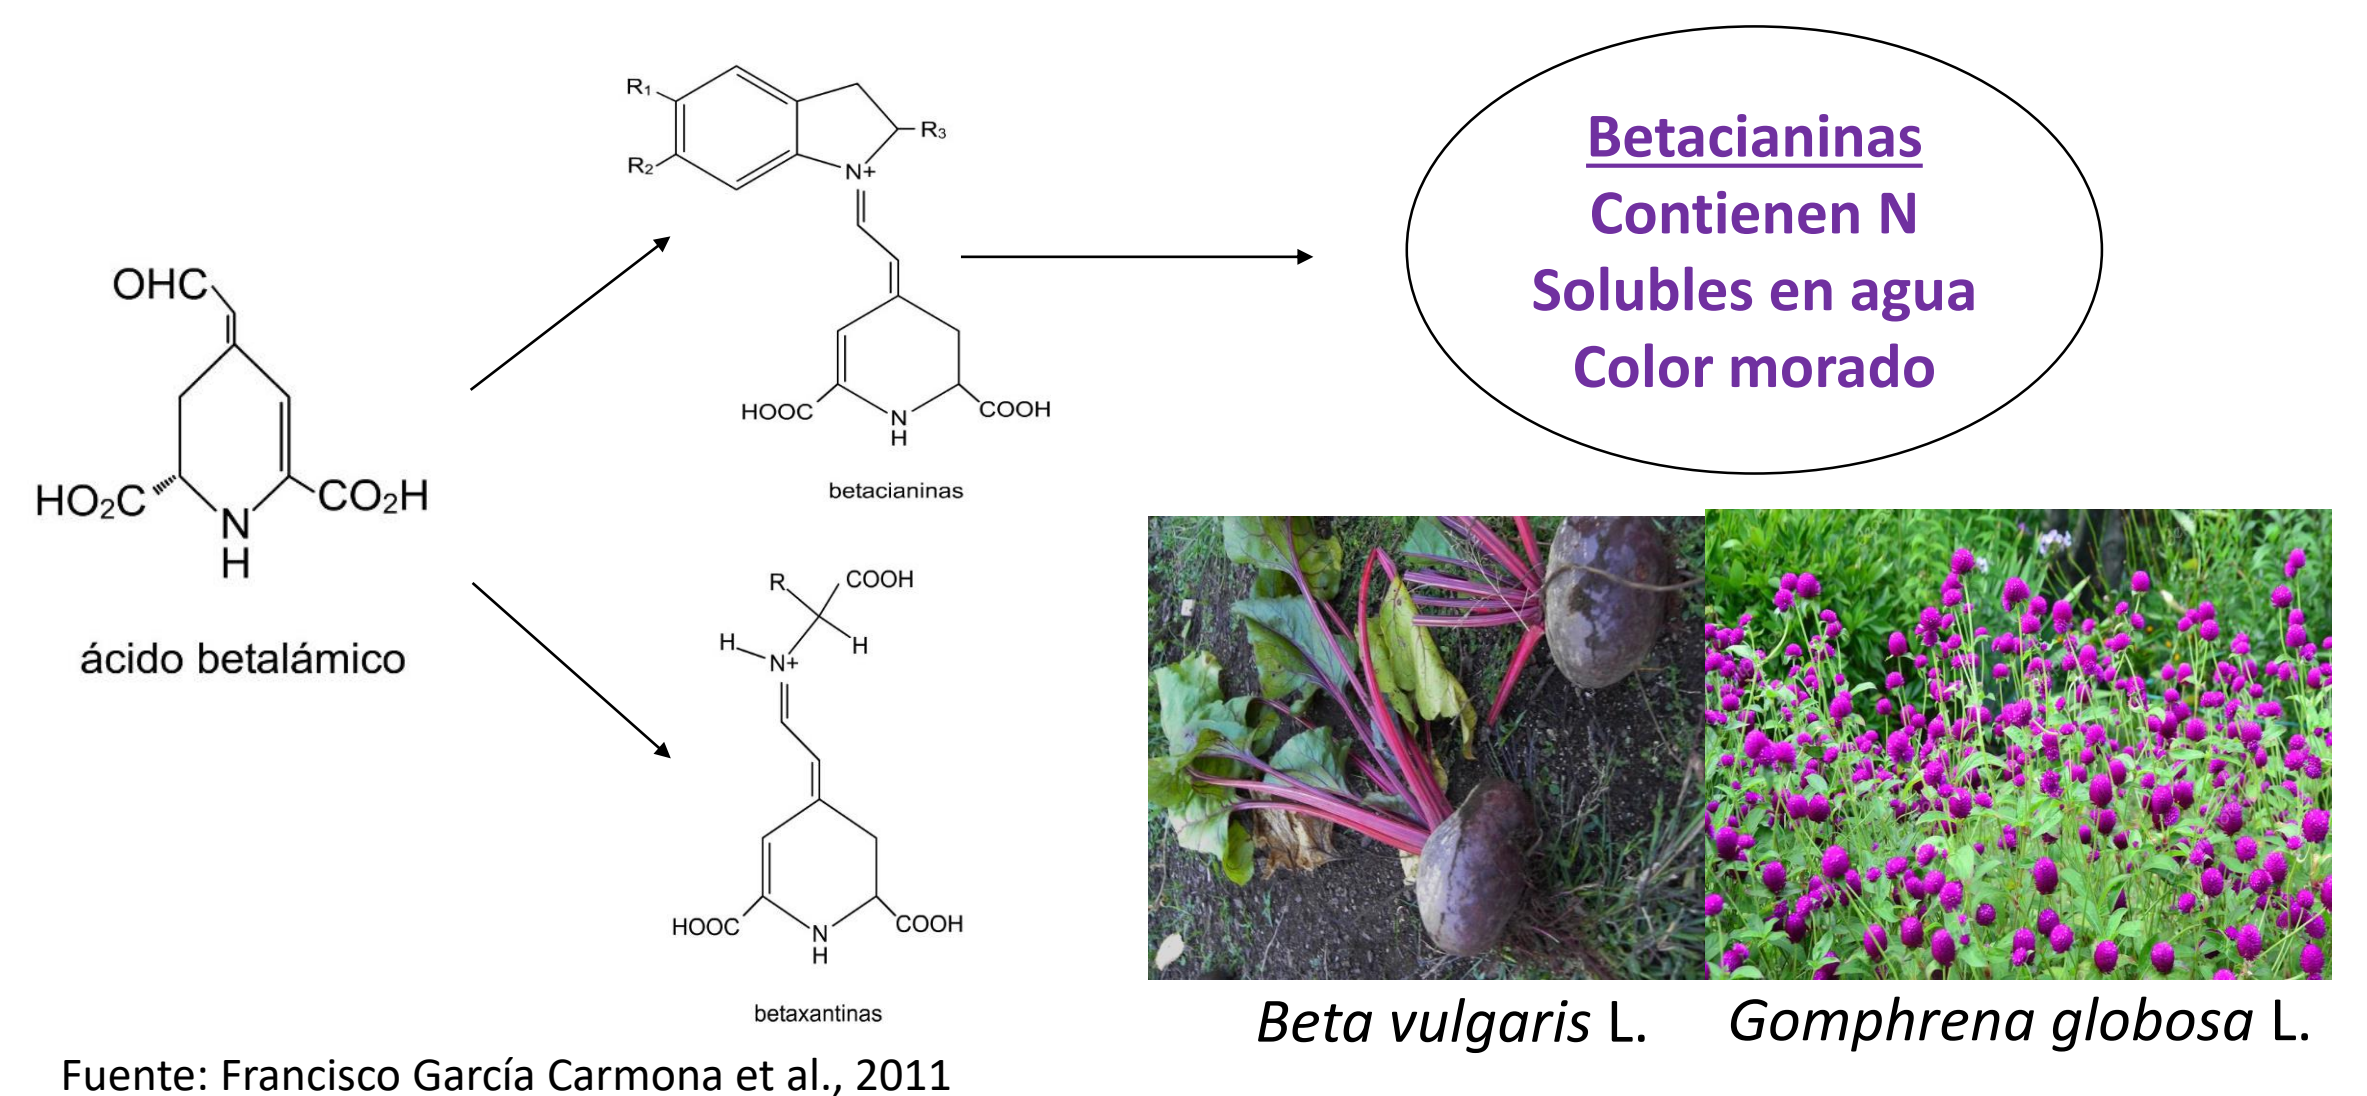 OHC
HO₂C
N
H
CO₂H
ácido betalámico
R₁
R₂
R₃
N+
HOOC
N
H
COOH
betacianinas
R
COOH
H
N+
H
HOOC
N
H
COOH
betaxantinas
Betacianinas
Contienen N
Solubles en agua
Color morado
Beta vulgaris L.
Gomphrena globosa L.
Fuente: Francisco García Carmona et al., 2011